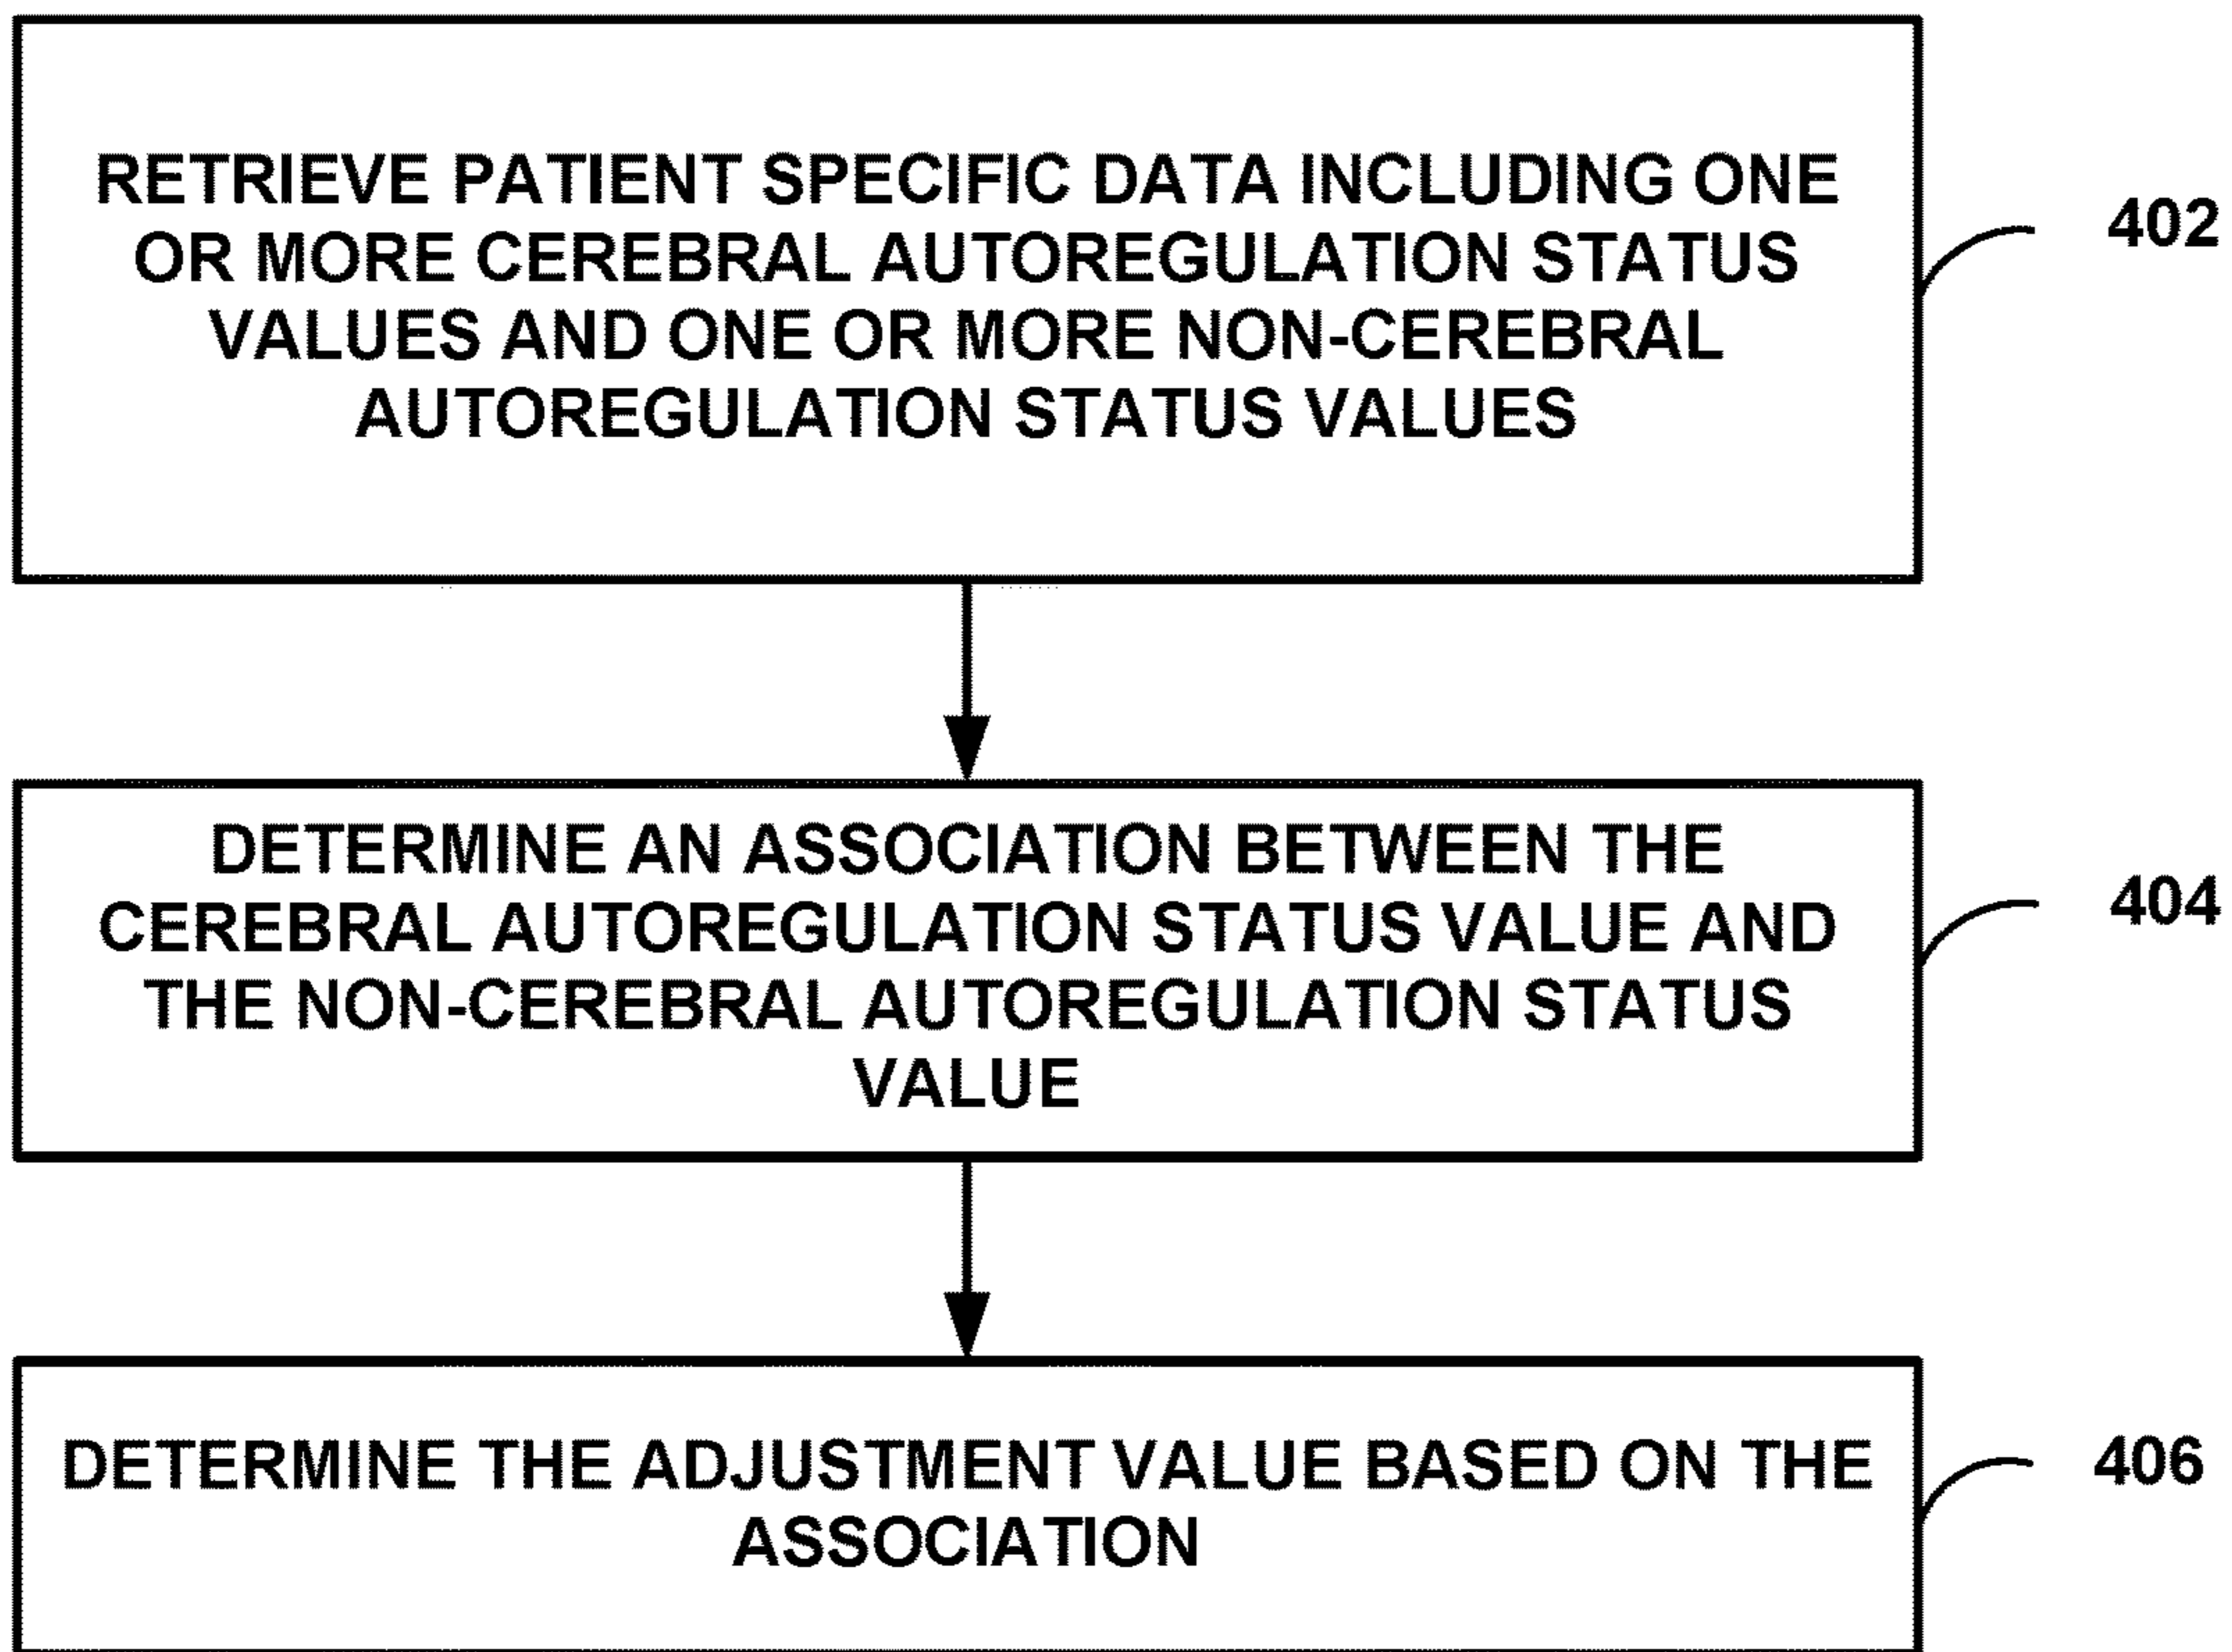 RETRIEVE PATIENT SPECIFIC DATA INCLUDING ONE
OR MORE CEREBRAL AUTOREGULATION STATUS
VALUES AND ONE OR MORE NON-CEREBRAL
AUTOREGULATION STATUS VALUES
402
DETERMINE AN ASSOCIATION BETWEEN THE
CEREBRAL AUTOREGULATION STATUS VALUE AND
THE NON-CEREBRAL AUTOREGULATION STATUS
VALUE
404
DETERMINE THE ADJUSTMENT VALUE BASED ON THE
ASSOCIATION
406